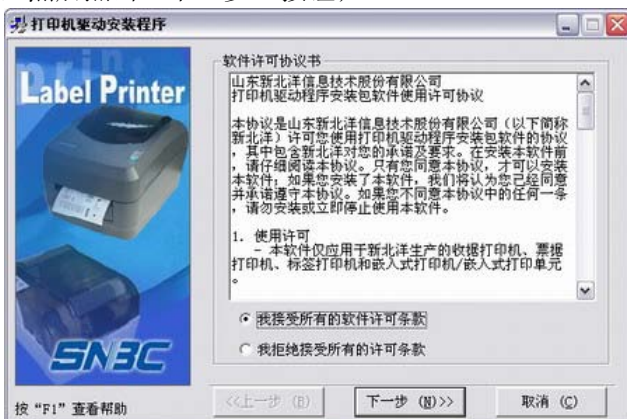 打印机驱动安装程序
Label Printer
SNBC
按 "F1" 查看帮助
软件许可协议书
山东新北洋信息技术股份有限公司
打印机驱动程序安装包软件使用许可协议
本协议是山东新北洋信息技术股份有限公司（以下简称
新北洋）许可您使用打印机驱动程序安装包软件的协议
，其中包含新北洋对您的承诺及要求。在安装本软件前
，请仔细阅读本协议。只有您同意本协议，才可以安装
本软件；如果您安装了本软件，我们将认为您已经同意
并承诺遵守本协议。如果您不同意本协议中的任何一条
，请勿安装或立即停止使用本软件。
1. 使用许可
- 本软件仅应用于新北洋生产的收据打印机、票据
打印机、标签打印机和嵌入式打印机/嵌入式打印单元
。
我接受所有的软件许可条款
我拒绝接受所有的许可条款
<<上一步 (B)
下一步 (N)>>
取消 (C)